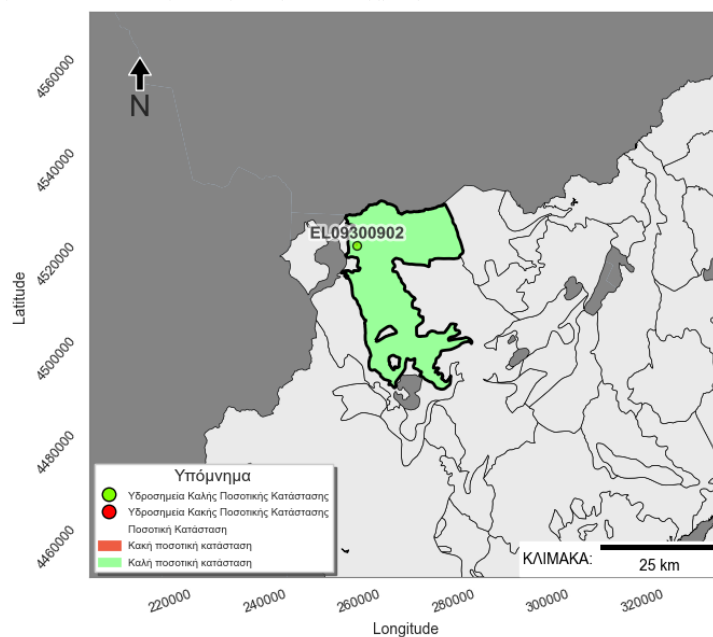 4560000
N
4540000
EL09300902
4520000
Latitude
4500000
4480000
Υπόμνημα
Υδροσημεία Καλής Ποσοτικής Κατάστασης
Υδροσημεία Κακής Ποσοτικής Κατάστασης
Ποσοτική Κατάσταση
Κακή ποσοτική κατάσταση
Καλή ποσοτική κατάσταση
4460000
ΚΛΙΜΑΚΑ:
25 km
220000
240000
260000
280000
300000
320000
Longitude